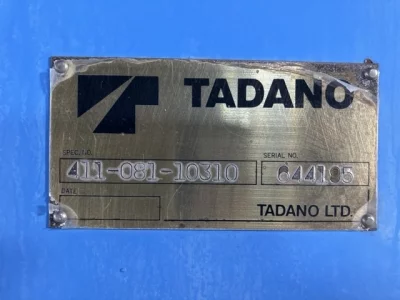 TADANO
SPEC. NO.
411-081-10310
SERIAL NO.
644105
DATE
TADANO LTD.